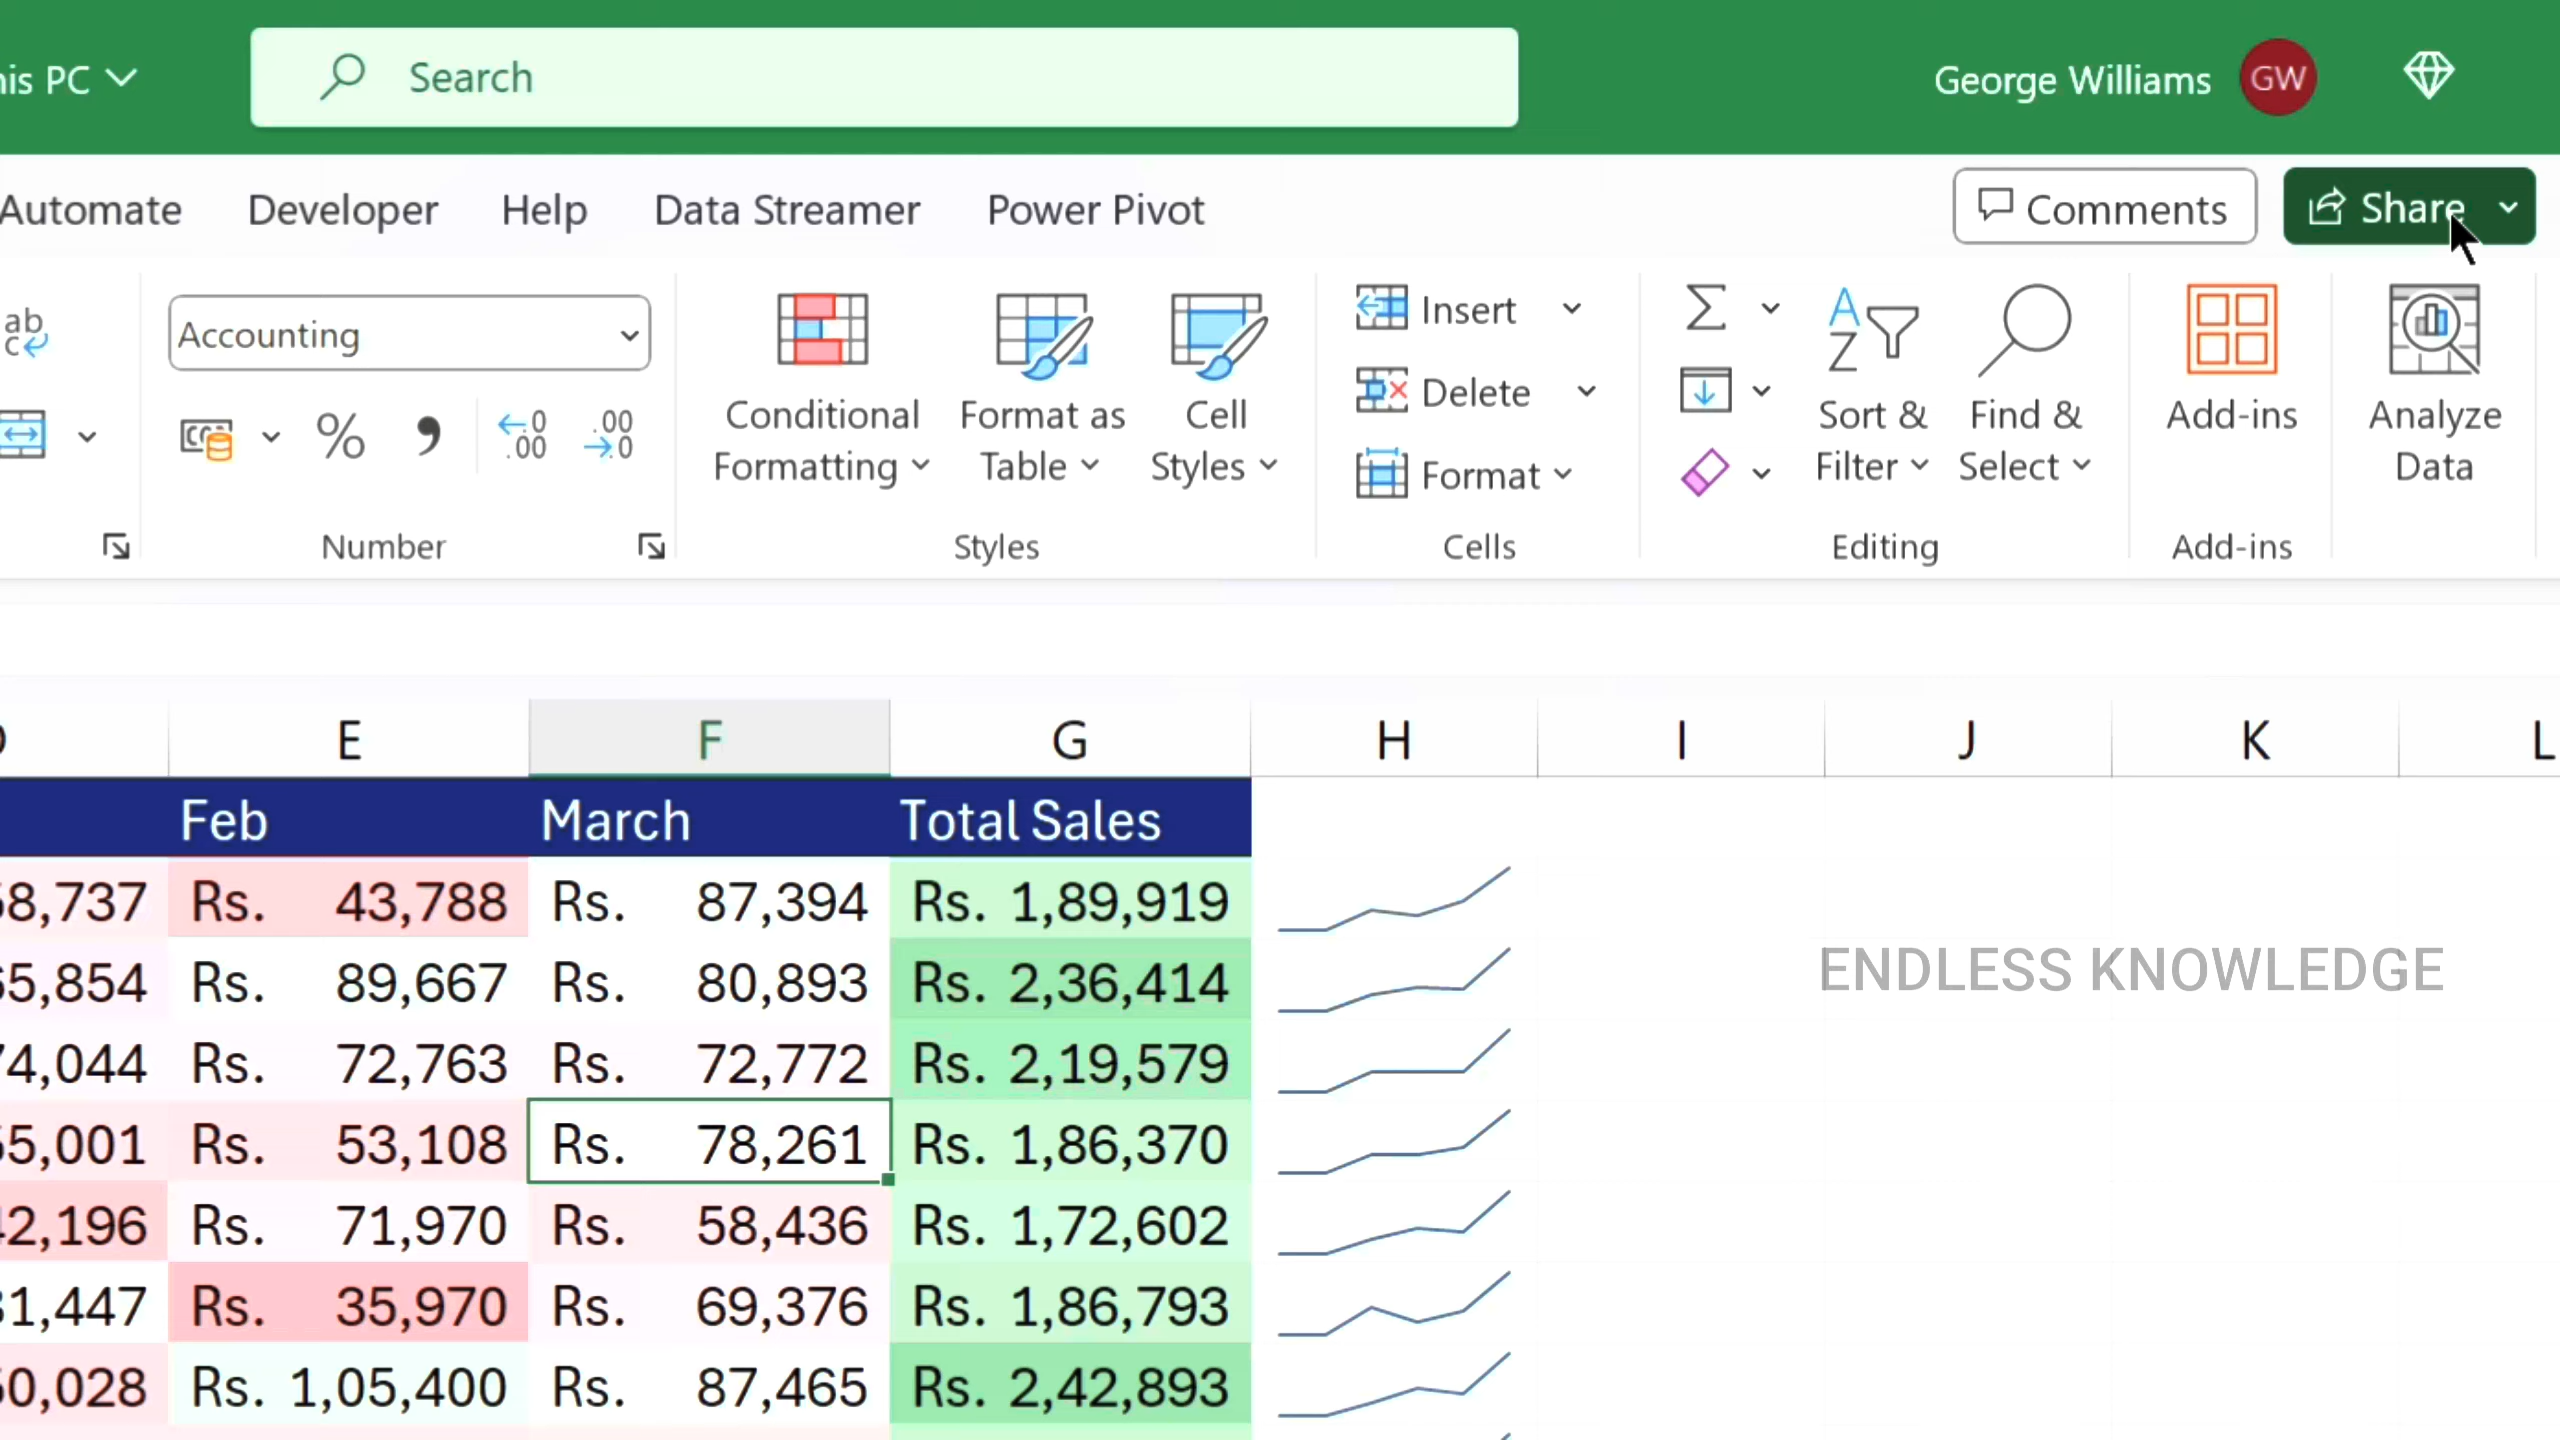 his PC
Search
George Williams GW
Automate Developer Help Data Streamer Power Pivot Comments Share
ab
c
Accounting
Conditional Formatting
Format as Table
Cell Styles
Insert
Delete
Format
Sort & Filter
Find & Select
Add-ins
Analyze Data
% , .0 .00 .00 .0
Number Styles Cells Editing Add-ins
E F G H I J K L
Feb March Total Sales
8,737 Rs. 43,788 Rs. 87,394 Rs. 1,89,919
5,854 Rs. 89,667 Rs. 80,893 Rs. 2,36,414
ENDLESS KNOWLEDGE
4,044 Rs. 72,763 Rs. 72,772 Rs. 2,19,579
5,001 Rs. 53,108 Rs. 78,261 Rs. 1,86,370
2,196 Rs. 71,970 Rs. 58,436 Rs. 1,72,602
1,447 Rs. 35,970 Rs. 69,376 Rs. 1,86,793
0,028 Rs. 1,05,400 Rs. 87,465 Rs. 2,42,893